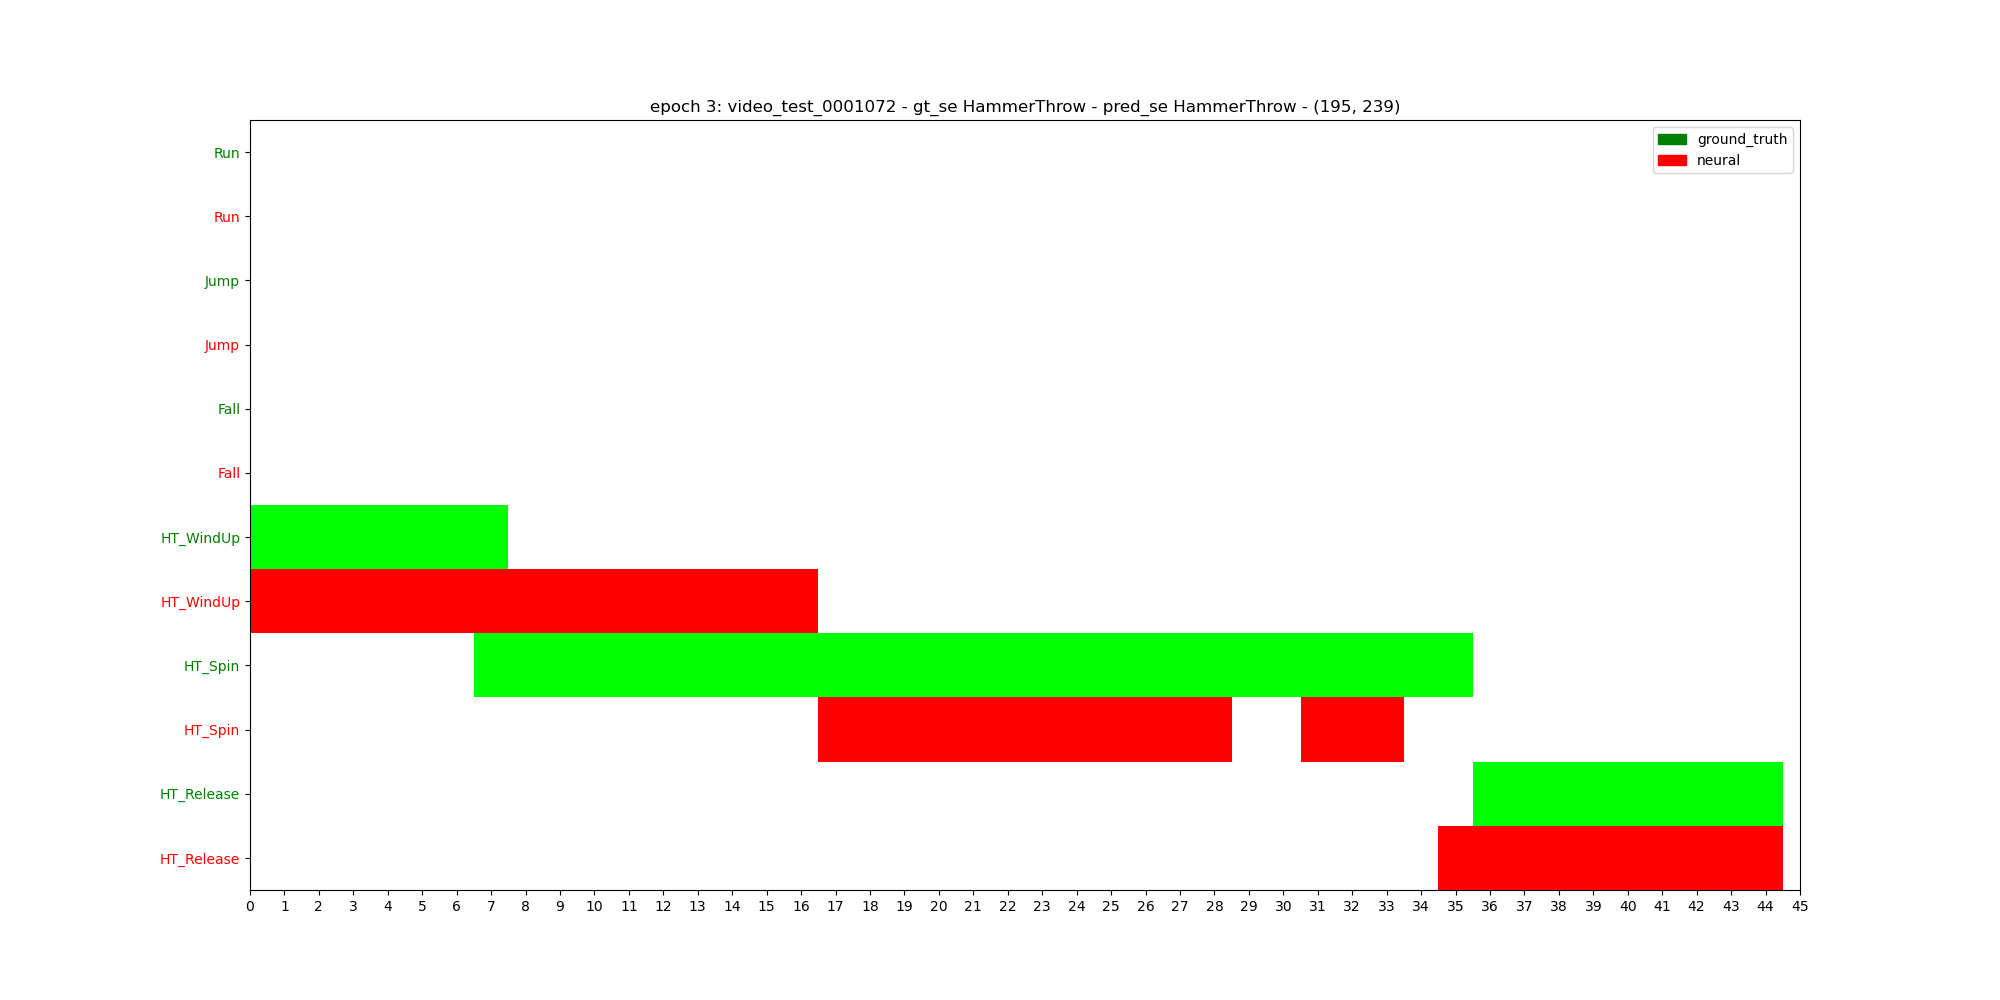 epoch 3: video_test_0001072 - gt_se HammerThrow - pred_se HammerThrow - (195, 239)
ground_truth
neural
Run
Run
Jump
Jump
Fall
Fall
HT_WindUp
HT_WindUp
HT_Spin
HT_Spin
HT_Release
HT_Release
0 1 2 3 4 5 6 7 8 9 10 11 12 13 14 15 16 17 18 19 20 21 22 23 24 25 26 27 28 29 30 31 32 33 34 35 36 37 38 39 40 41 42 43 44 45